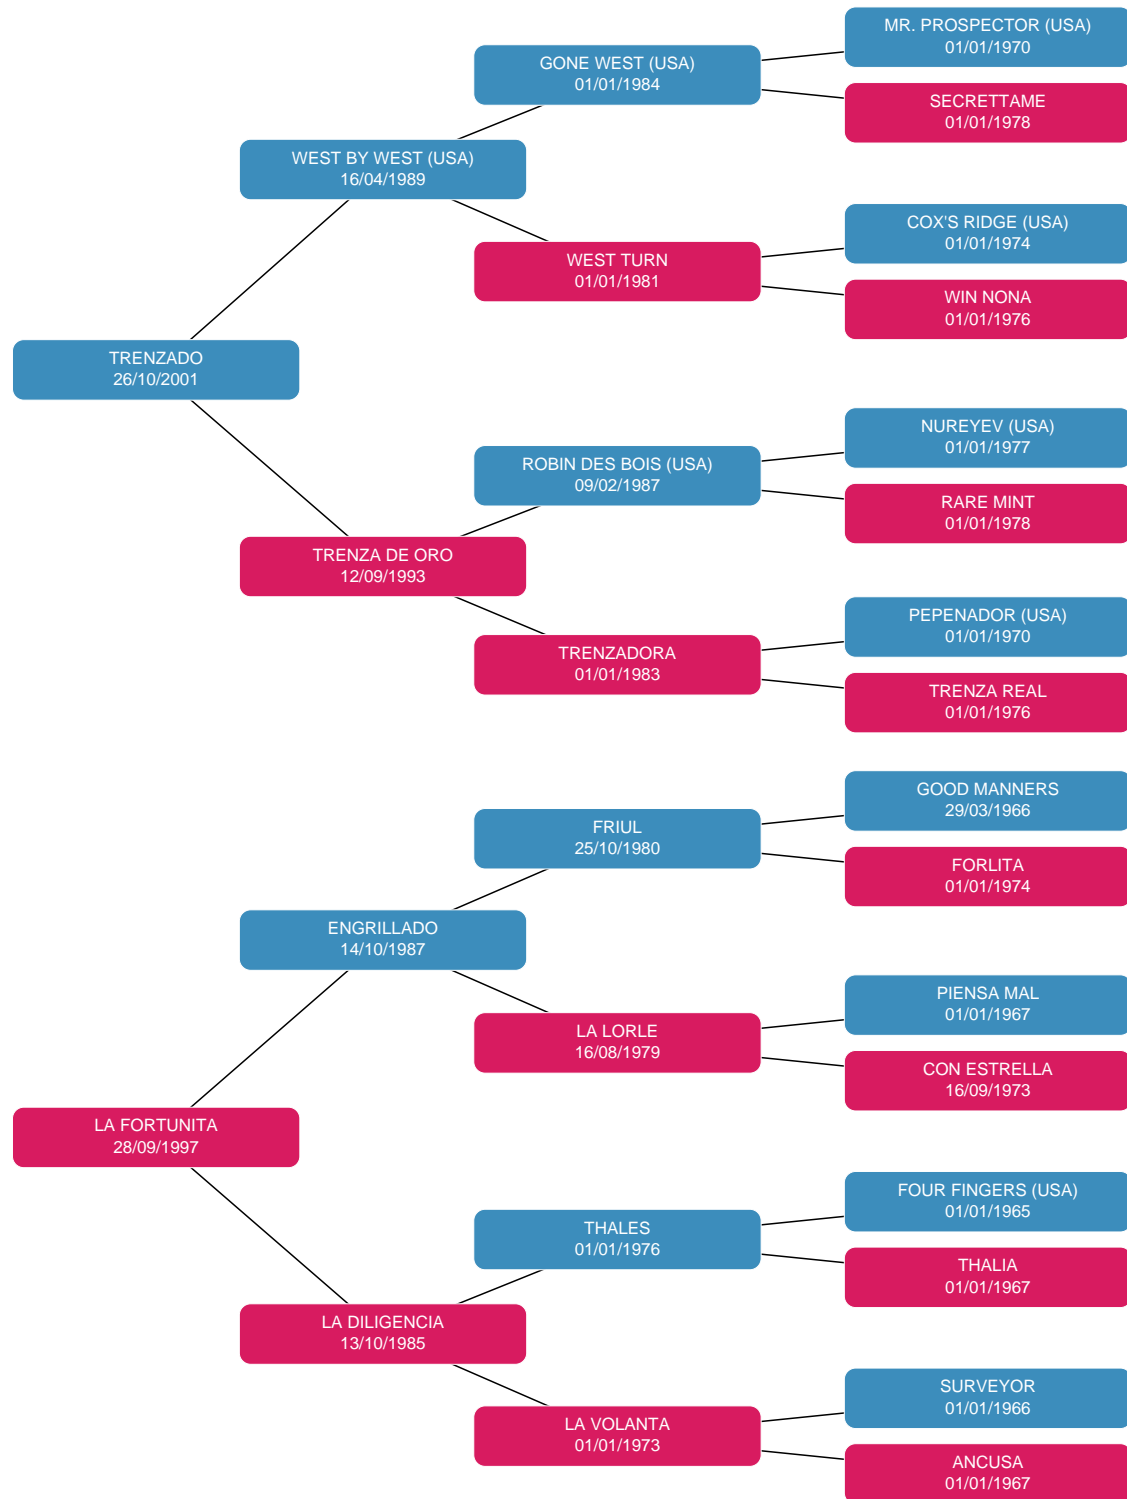 MR. PROSPECTOR (USA)
01/01/1970
GONE WEST (USA)
01/01/1984
SECRETTAME
01/01/1978
WEST BY WEST (USA)
16/04/1989
COX'S RIDGE (USA)
01/01/1974
WEST TURN
01/01/1981
WIN NONA
01/01/1976
TRENZADO
26/10/2001
NUREYEV (USA)
01/01/1977
ROBIN DES BOIS (USA)
09/02/1987
RARE MINT
01/01/1978
TRENZA DE ORO
12/09/1993
PEPENADOR (USA)
01/01/1970
TRENZADORA
01/01/1983
TRENZA REAL
01/01/1976
GOOD MANNERS
29/03/1966
FRIUL
25/10/1980
FORLITA
01/01/1974
ENGRILLADO
14/10/1987
PIENSA MAL
01/01/1967
LA LORLE
16/08/1979
CON ESTRELLA
16/09/1973
LA FORTUNITA
28/09/1997
FOUR FINGERS (USA)
01/01/1965
THALES
01/01/1976
THALIA
01/01/1967
LA DILIGENCIA
13/10/1985
SURVEYOR
01/01/1966
LA VOLANTA
01/01/1973
ANCUSA
01/01/1967